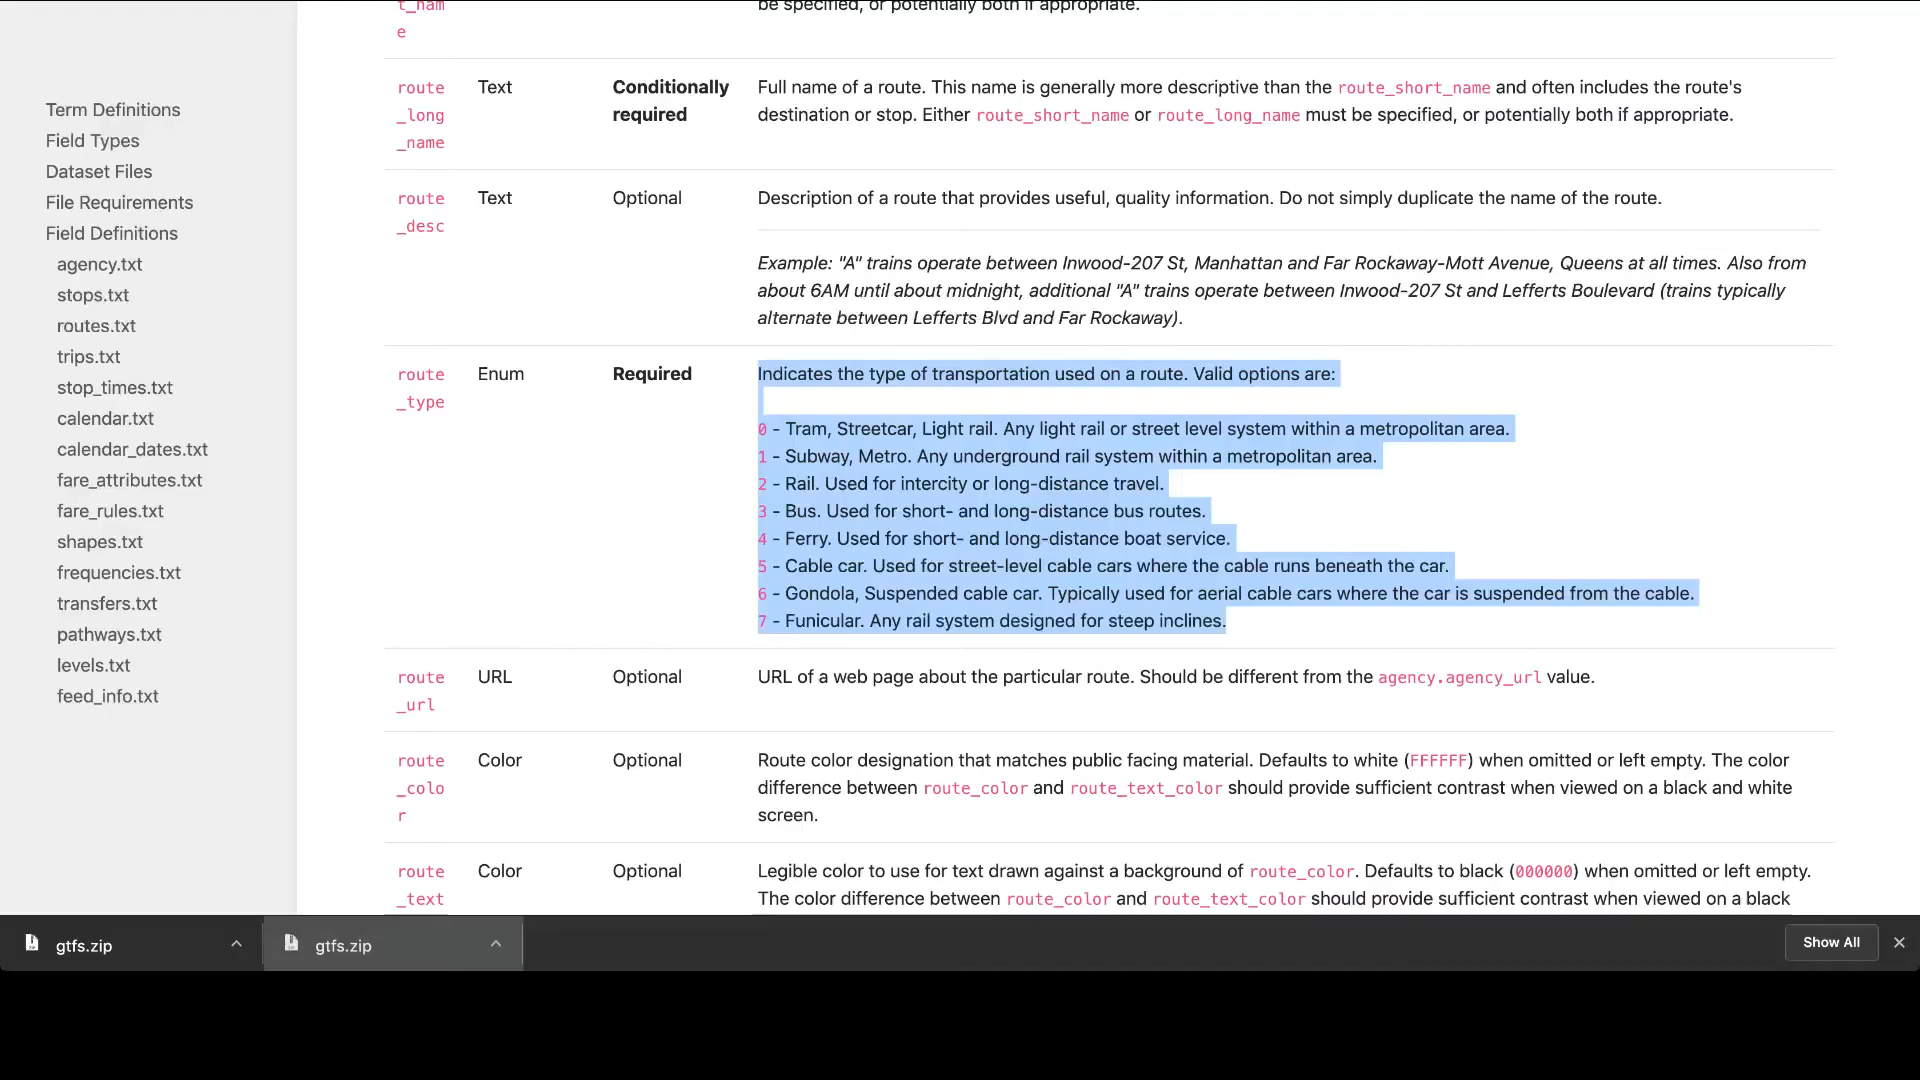 t_nam
e
be specified, or potentially both if appropriate.
Term Definitions
Field Types
Dataset Files
File Requirements
Field Definitions
agency.txt
stops.txt
routes.txt
trips.txt
stop_times.txt
calendar.txt
calendar_dates.txt
fare_attributes.txt
fare_rules.txt
shapes.txt
frequencies.txt
transfers.txt
pathways.txt
levels.txt
feed_info.txt
route
_long
_name
Text
Conditionally
required
Full name of a route. This name is generally more descriptive than the route_short_name and often includes the route's
destination or stop. Either route_short_name or route_long_name must be specified, or potentially both if appropriate.
route
_desc
Text
Optional
Description of a route that provides useful, quality information. Do not simply duplicate the name of the route.
Example: "A" trains operate between Inwood-207 St, Manhattan and Far Rockaway-Mott Avenue, Queens at all times. Also from
about 6AM until about midnight, additional "A" trains operate between Inwood-207 St and Lefferts Boulevard (trains typically
alternate between Lefferts Blvd and Far Rockaway).
route
_type
Enum
Required
Indicates the type of transportation used on a route. Valid options are:
0 - Tram, Streetcar, Light rail. Any light rail or street level system within a metropolitan area.
1 - Subway, Metro. Any underground rail system within a metropolitan area.
2 - Rail. Used for intercity or long-distance travel.
3 - Bus. Used for short- and long-distance bus routes.
4 - Ferry. Used for short- and long-distance boat service.
5 - Cable car. Used for street-level cable cars where the cable runs beneath the car.
6 - Gondola, Suspended cable car. Typically used for aerial cable cars where the car is suspended from the cable.
7 - Funicular. Any rail system designed for steep inclines.
route
_url
URL
Optional
URL of a web page about the particular route. Should be different from the agency.agency_url value.
route
_colo
r
Color
Optional
Route color designation that matches public facing material. Defaults to white (FFFFFF) when omitted or left empty. The color
difference between route_color and route_text_color should provide sufficient contrast when viewed on a black and white
screen.
route
_text
Color
Optional
Legible color to use for text drawn against a background of route_color. Defaults to black (000000) when omitted or left empty.
The color difference between route_color and route_text_color should provide sufficient contrast when viewed on a black
gtfs.zip
gtfs.zip
Show All